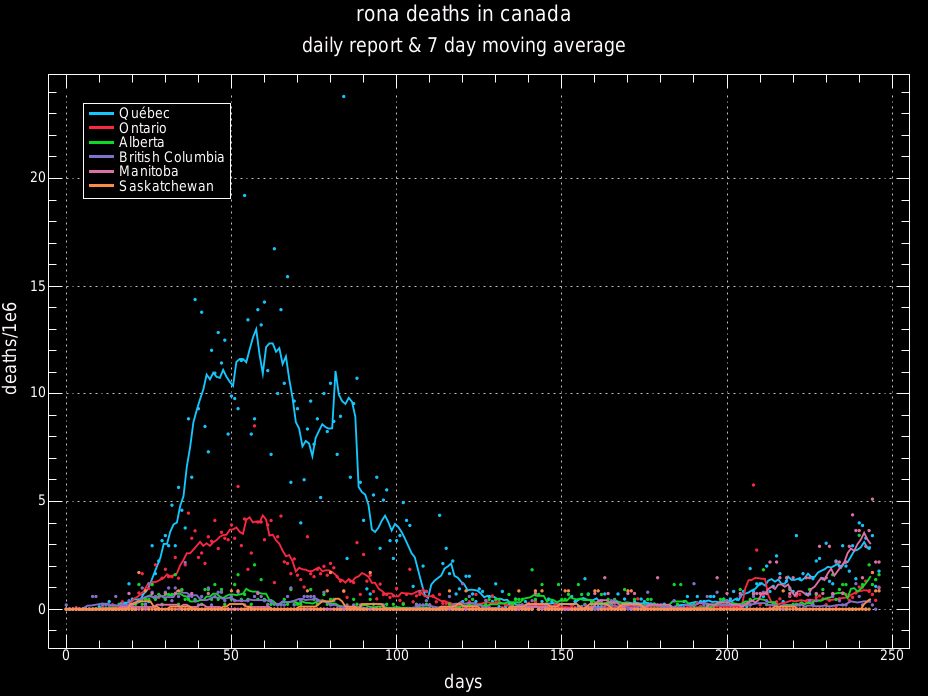 rona deaths in canada
daily report & 7 day moving average
Québec
Ontario
Alberta
British Columbia
Manitoba
Saskatchewan
deaths/1e6
20
15
10
5
0
0 50 100 150 200 250
days